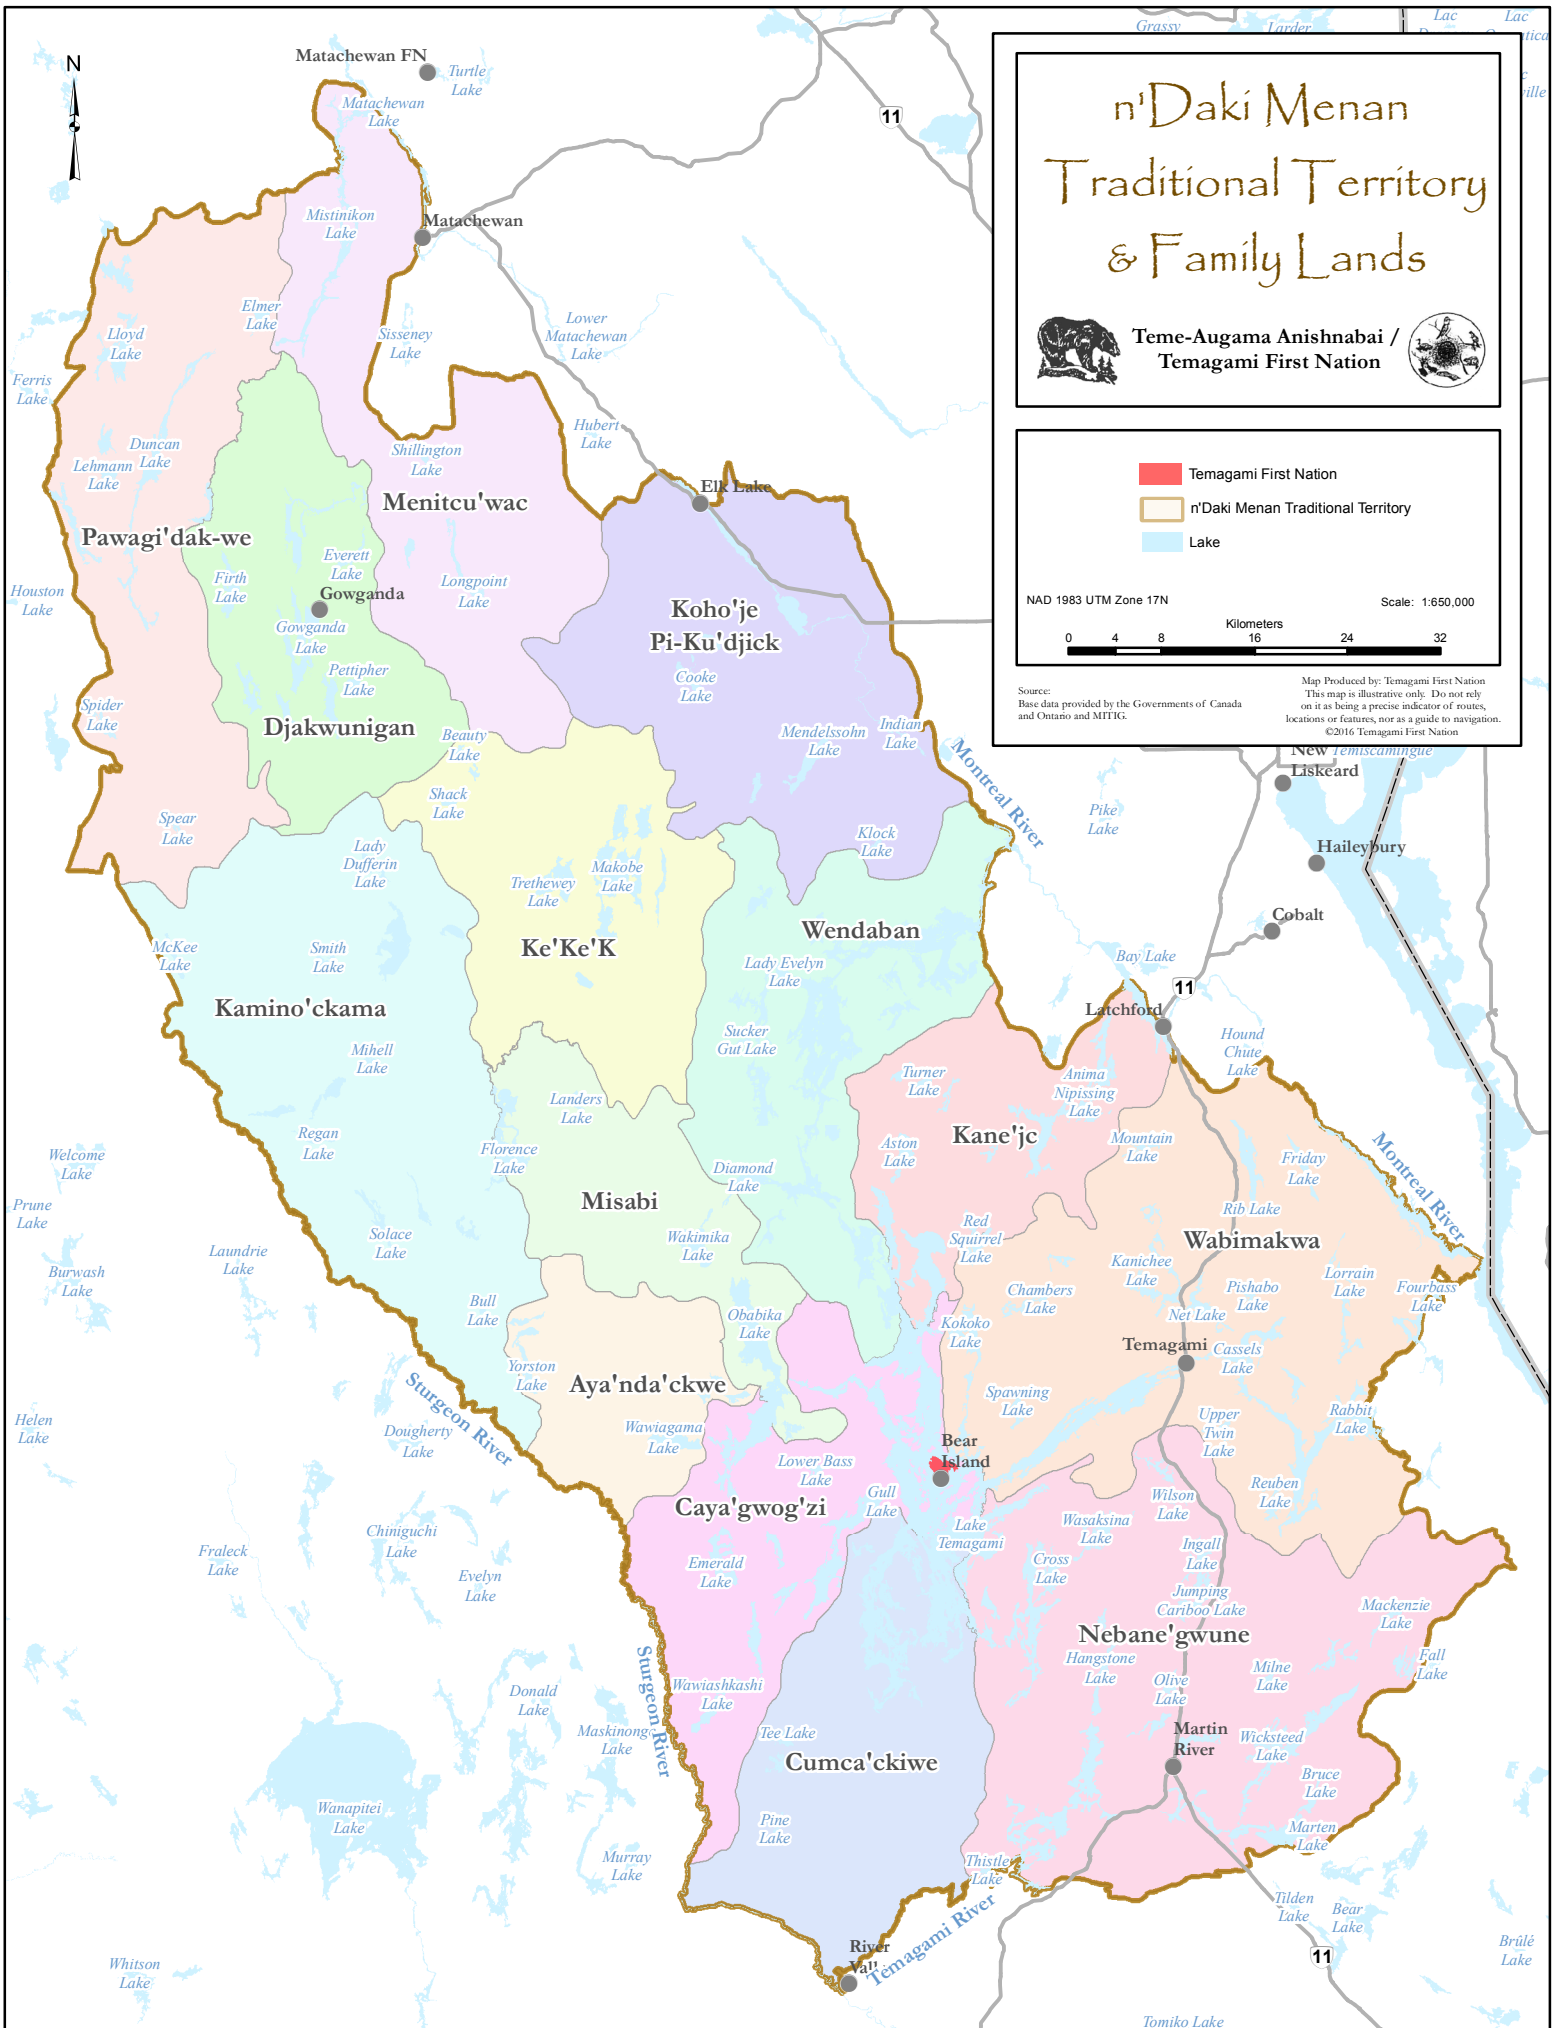 Grassy
Larder
Lac
Lac
N
Matachewan FN
Turtle
Lake
Matachewan
Lake
11
n'Daki Menan
Traditional Territory
& Family Lands
Teme-Augama Anishnabai /
Temagami First Nation
Mistinikon
Lake
Matachewan
Elmer
Lake
Lloyd
Lake
Sisseney
Lake
Lower
Matachewan
Lake
Ferris
Lake
Duncan
Lake
Lehmann
Lake
Shillington
Lake
Hubert
Lake
Menitcu'wac
Elk Lake
Temagami First Nation
n'Daki Menan Traditional Territory
Lake
Pawagi'dak-we
Everett
Lake
Firth
Lake
Gowganda
Longpoint
Lake
Houston
Lake
Gowganda
Lake
Koho'je
Pi-Ku'djick
NAD 1983 UTM Zone 17N
Scale: 1:650,000
Kilometers
0 4 8 16 24 32
Source:
Base data provided by the Governments of Canada
and Ontario and MITIG.
Map Produced by: Temagami First Nation
This map is illustrative only. Do not rely
on it as being a precise indicator of routes,
locations or features, nor as a guide to navigation.
©2016 Temagami First Nation
Pettipher
Lake
Cooke
Lake
Spider
Lake
Djakwunigan
Beauty
Lake
Mendelssohn
Lake
Indian
Lake
Montreal River
New
Liskeard
Temiscamingue
Shack
Lake
Pike
Lake
Spear
Lake
Lady
Dufferin
Lake
Klock
Lake
Haileybury
Trethewey
Lake
Makobe
Lake
Cobalt
Wendaban
Ke'Ke'K
McKee
Lake
Smith
Lake
Lady Evelyn
Lake
Bay Lake
11
Kamino'ckama
Latchford
Mihell
Lake
Sucker
Gut Lake
Hound
Chute
Lake
Turner
Lake
Anima
Nipissing
Lake
Landers
Lake
Kane'jc
Regan
Lake
Florence
Lake
Aston
Lake
Mountain
Lake
Friday
Lake
Montreal River
Welcome
Lake
Diamond
Lake
Misabi
Prune
Lake
Rib Lake
Solace
Lake
Wakimika
Lake
Red
Squirrel
Lake
Wabimakwa
Laundrie
Lake
Burwash
Lake
Kanichee
Lake
Chambers
Lake
Pishabo
Lake
Lorrain
Lake
Fourbass
Lake
Bull
Lake
Obabika
Lake
Kokoko
Lake
Net Lake
Temagami
Cassels
Lake
Yorston
Lake
Aya'nda'ckwe
Sturgeon River
Spawning
Lake
Helen
Lake
Dougherty
Lake
Wawiagama
Lake
Upper
Twin
Lake
Rabbit
Lake
Bear
Island
Lower Bass
Lake
Gull
Lake
Caya'gwog'zi
Reuben
Lake
Wilson
Lake
Chiniguchi
Lake
Lake
Temagami
Wasaksina
Lake
Fraleck
Lake
Ingall
Lake
Emerald
Lake
Cross
Lake
Evelyn
Lake
Jumping
Cariboo Lake
Mackenzie
Lake
Nebane'gwune
Sturgeon River
Hangstone
Lake
Fall
Lake
Milne
Lake
Wawiashkashi
Lake
Olive
Lake
Donald
Lake
Maskinonge
Lake
Tee Lake
Martin
River
Wicksteed
Lake
Cumca'ckiwe
Bruce
Lake
Wanapitei
Lake
Pine
Lake
Marten
Lake
Murray
Lake
Thistle
Lake
Temagami River
Tilden
Lake
Bear
Lake
River
Brûlé
Lake
11
Whitson
Lake
Tomiko Lake